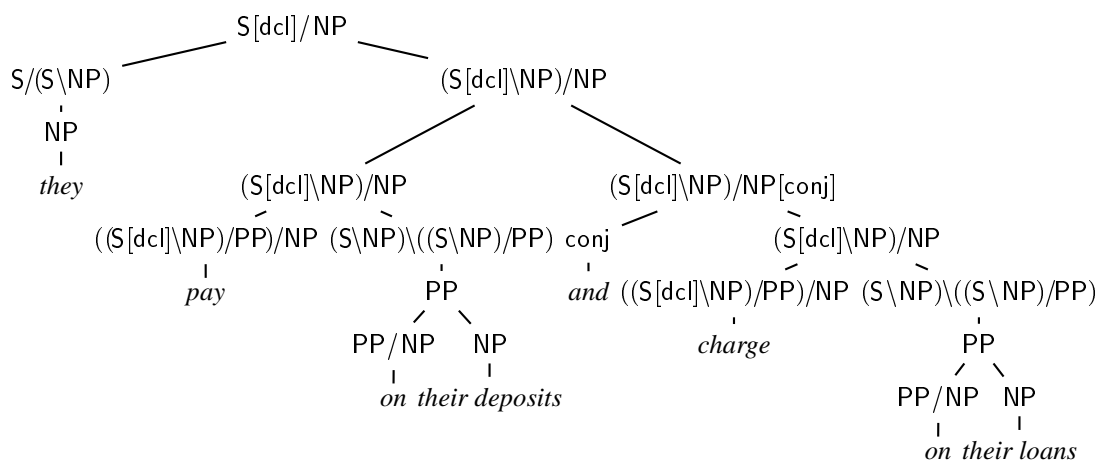 S[dcl]/NP
S/(S\NP) (S[dcl]\NP)/NP
NP
they (S[dcl]\NP)/NP (S[dcl]\NP)/NP[conj]
((S[dcl]\NP)/PP)/NP (S\NP)\((S\NP)/PP) conj (S[dcl]\NP)/NP
pay PP and ((S[dcl]\NP)/PP)/NP (S\NP)\((S\NP)/PP)
PP/NP NP charge PP
on their deposits PP/NP NP
on their loans